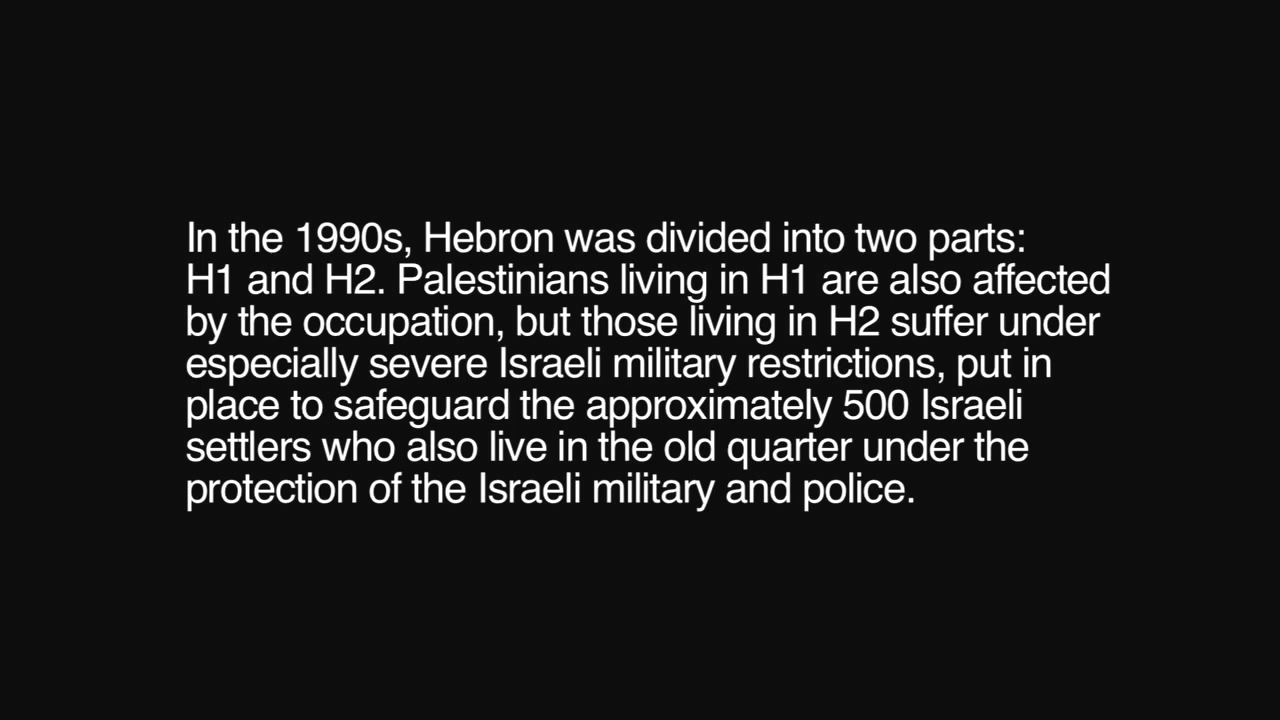 In the 1990s, Hebron was divided into two parts:
H1 and H2. Palestinians living in H1 are also affected
by the occupation, but those living in H2 suffer under
especially severe Israeli military restrictions, put in
place to safeguard the approximately 500 Israeli
settlers who also live in the old quarter under the
protection of the Israeli military and police.